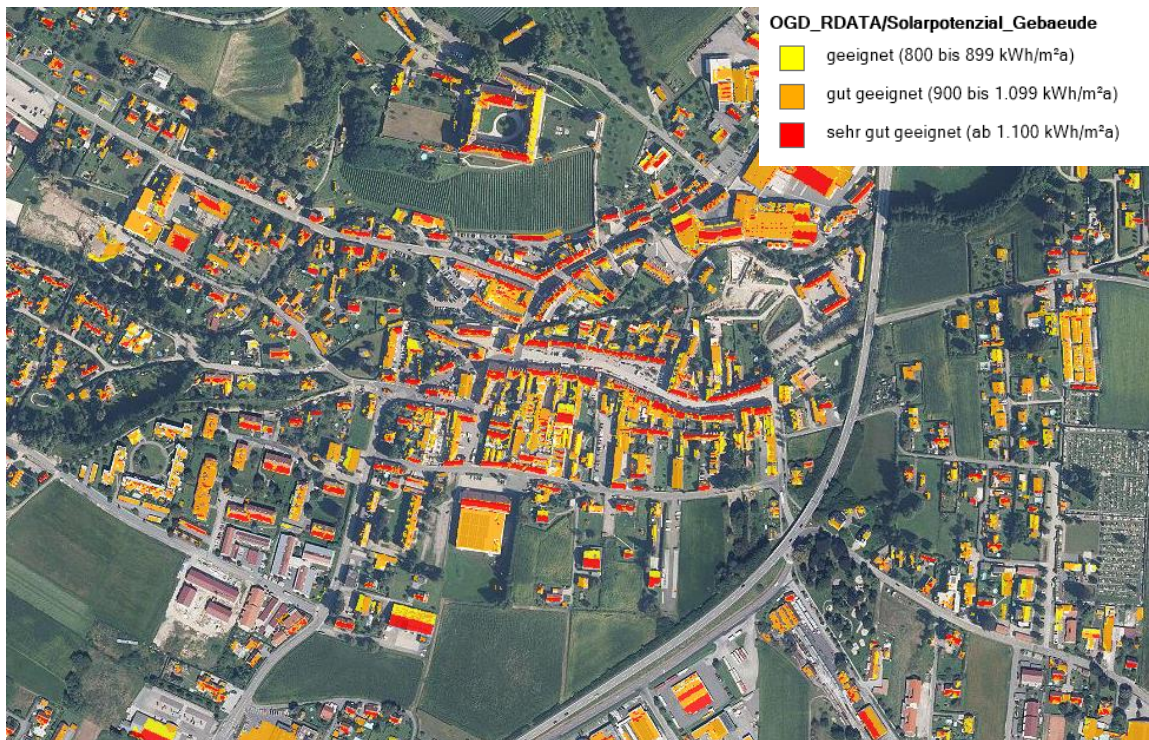 OGD_RDATA/Solarpotenzial_Gebaeude
geeignet (800 bis 899 kWh/m²a)
gut geeignet (900 bis 1.099 kWh/m²a)
sehr gut geeignet (ab 1.100 kWh/m²a)